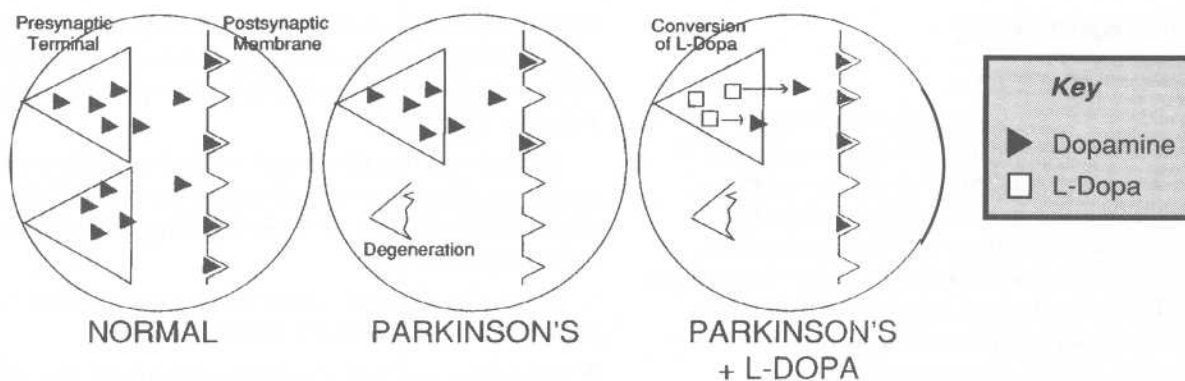 Presynaptic
Terminal
Postsynaptic
Membrane
NORMAL
Degeneration
PARKINSON'S
Conversion
of L-Dopa
PARKINSON'S
+ L-DOPA
Key
Dopamine
L-Dopa